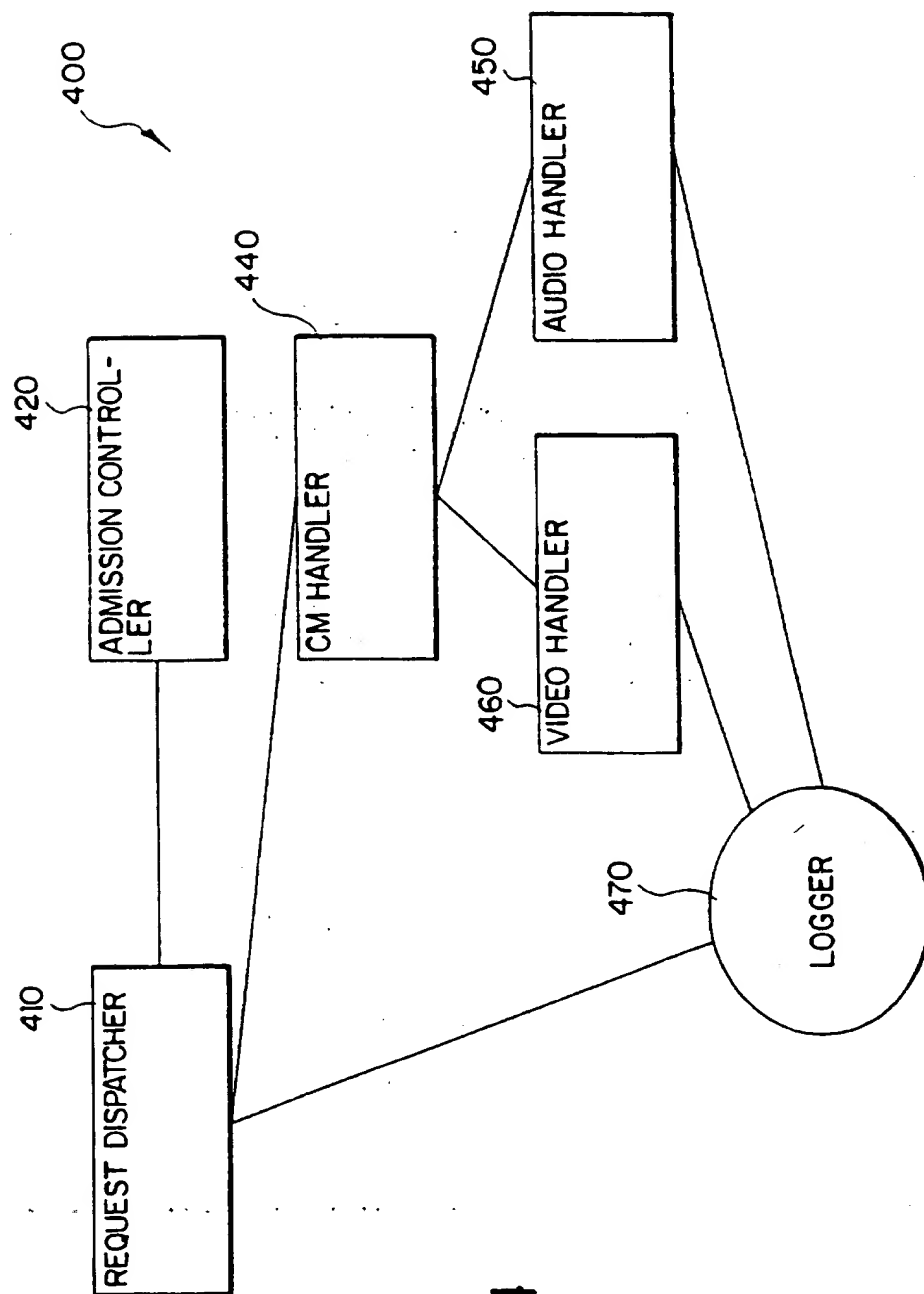 400
410
REQUEST DISPATCHER
420
ADMISSION CONTROL-
LER
440
CM HANDLER
450
AUDIO HANDLER
460
VIDEO HANDLER
470
LOGGER